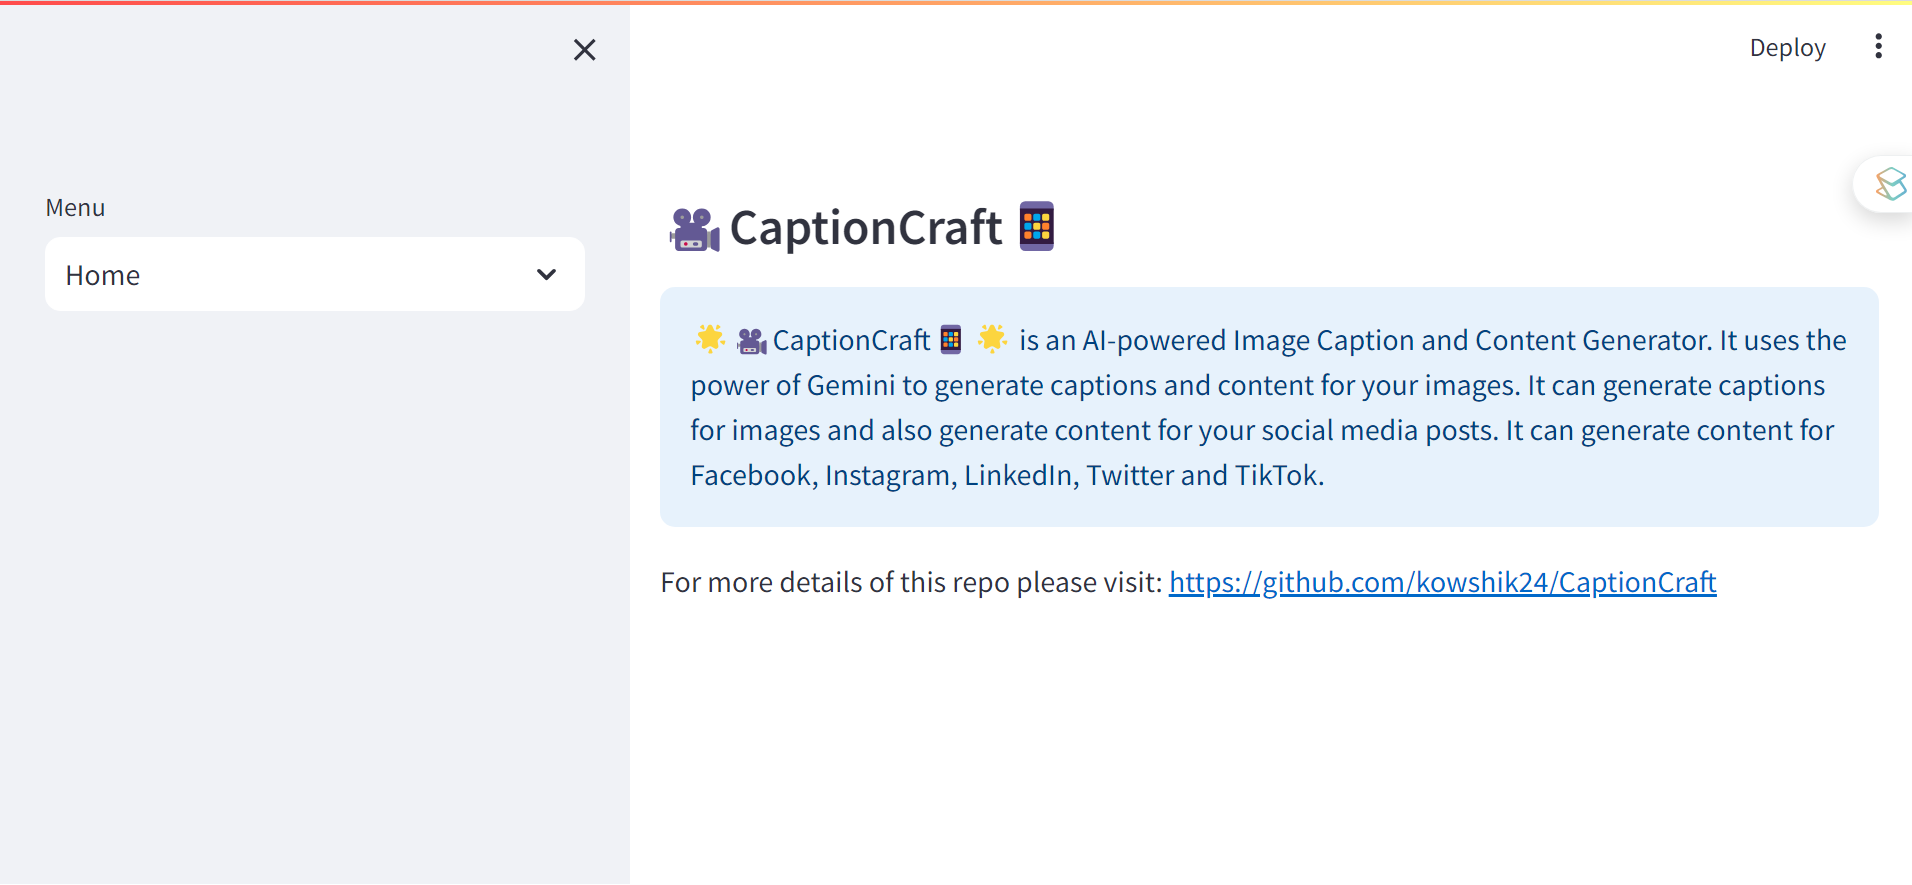 Deploy
Menu
Home
🎥 CaptionCraft 📱
🌟 🎥 CaptionCraft 📱 🌟 is an AI-powered Image Caption and Content Generator. It uses the
power of Gemini to generate captions and content for your images. It can generate captions
for images and also generate content for your social media posts. It can generate content for
Facebook, Instagram, LinkedIn, Twitter and TikTok.
For more details of this repo please visit: https://github.com/kowshik24/CaptionCraft